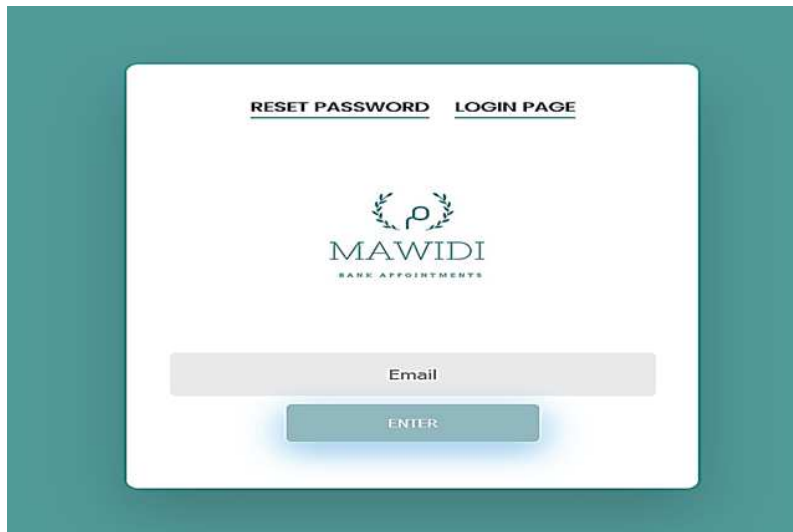 RESET PASSWORD LOGIN PAGE
م
MAWIDI
BANK APPOINTMENTS
Email
ENTER